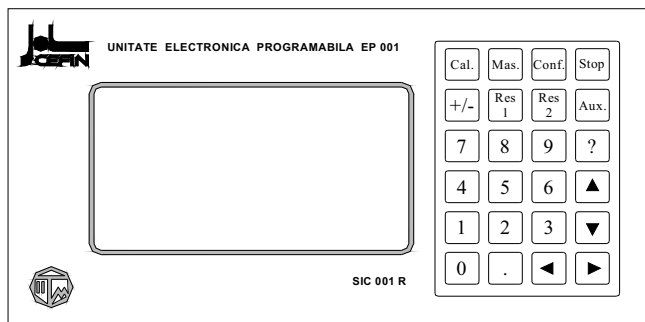 CEFIN
UNITATE ELECTRONICA PROGRAMABILA EP 001
Cal. Mas. Conf. Stop
+/- Res 1 Res 2 Aux.
7 8 9 ?
4 5 6 ▲
1 2 3 ▼
0 . ◄ ►
SIC 001 R